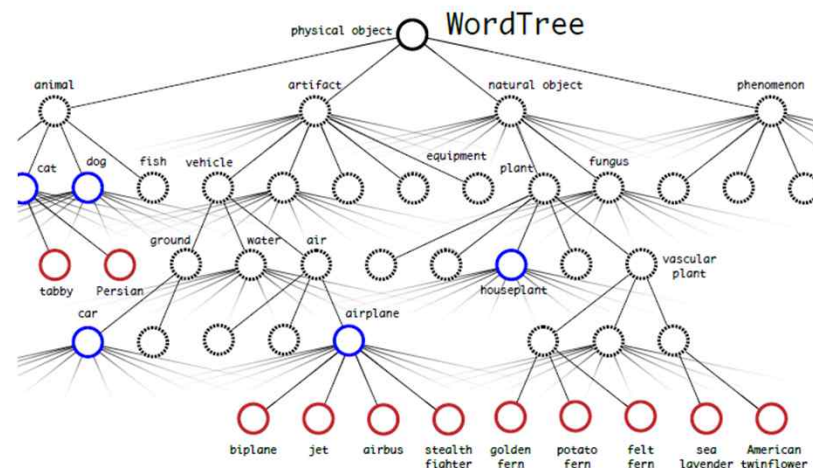 WordTree
physical object
animal
artifact
natural object
phenomenon
cat
dog
fish
vehicle
equipment
plant
fungus
ground
water
air
vascular
plant
tabby
Persian
houseplant
car
airplane
biplane
jet
airbus
stealth
fighter
golden
fern
potato
fern
felt
fern
sea
lavender
American
twinflower